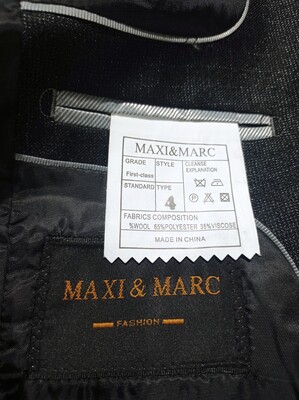 MAXI&MARC
GRADE STYLE CLEANSE
EXPLANATION
First-class
STANDARD TYPE
4
FABRICS COMPOSITION
%WOOL 65%POLYESTER 35%VISCOSE
MADE IN CHINA
MAXI & MARC
FASHION